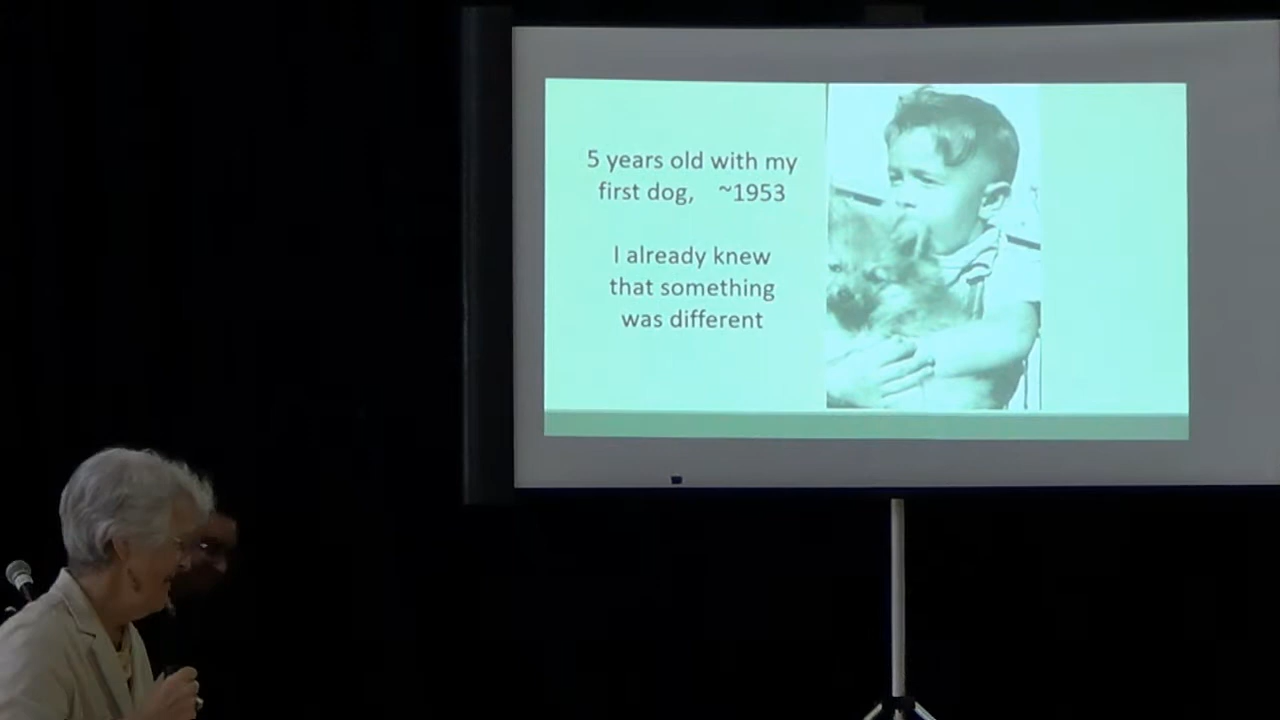 5 years old with my
first dog, ~1953
I already knew
that something
was different